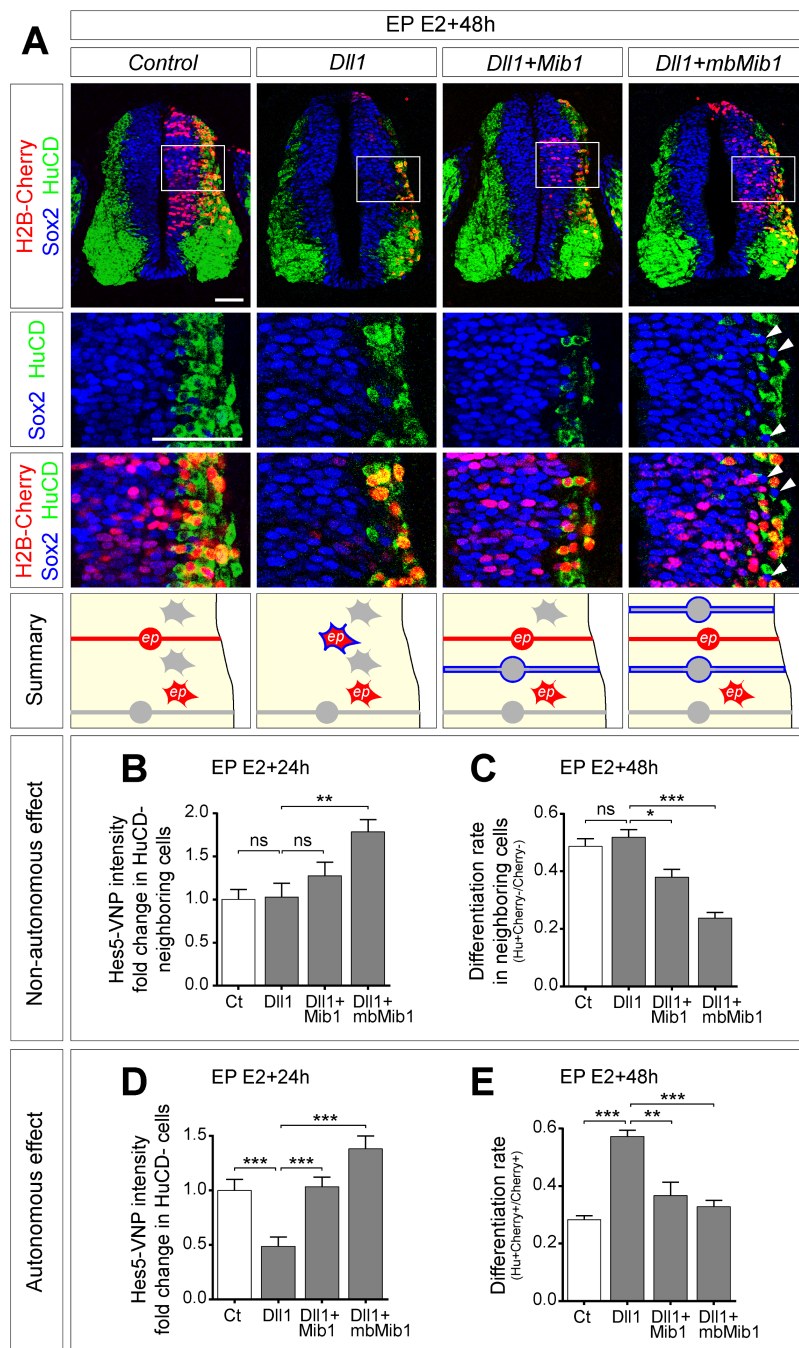 A
EP E2+48h
Control
Dll1
Dll1+Mib1
Dll1+mbMib1
H2B-Cherry
Sox2 HuCD
Sox2 HuCD
H2B-Cherry
Sox2 HuCD
Summary
ep
ep
ep
ep
ep
ep
ep
ep
Non-autonomous effect
B
EP E2+24h
Hes5-VNP intensity
fold change in HuCD-
neighboring cells
2.0
1.5
1.0
0.5
0.0
ns
ns
**
Ct
Dll1
Dll1+
Mib1
Dll1+
mbMib1
C
EP E2+48h
Differentiation rate
in neighboring cells
(Hu+Cherry-/Cherry-)
0.6
0.4
0.2
0.0
ns
*
***
Ct
Dll1
Dll1+
Mib1
Dll1+
mbMib1
Autonomous effect
D
EP E2+24h
Hes5-VNP intensity
fold change in HuCD- cells
1.5
1.0
0.5
0.0
***
***
***
Ct
Dll1
Dll1+
Mib1
Dll1+
mbMib1
E
EP E2+48h
Differentiation rate
(Hu+Cherry+/Cherry+)
0.6
0.4
0.2
0.0
***
**
***
Ct
Dll1
Dll1+
Mib1
Dll1+
mbMib1